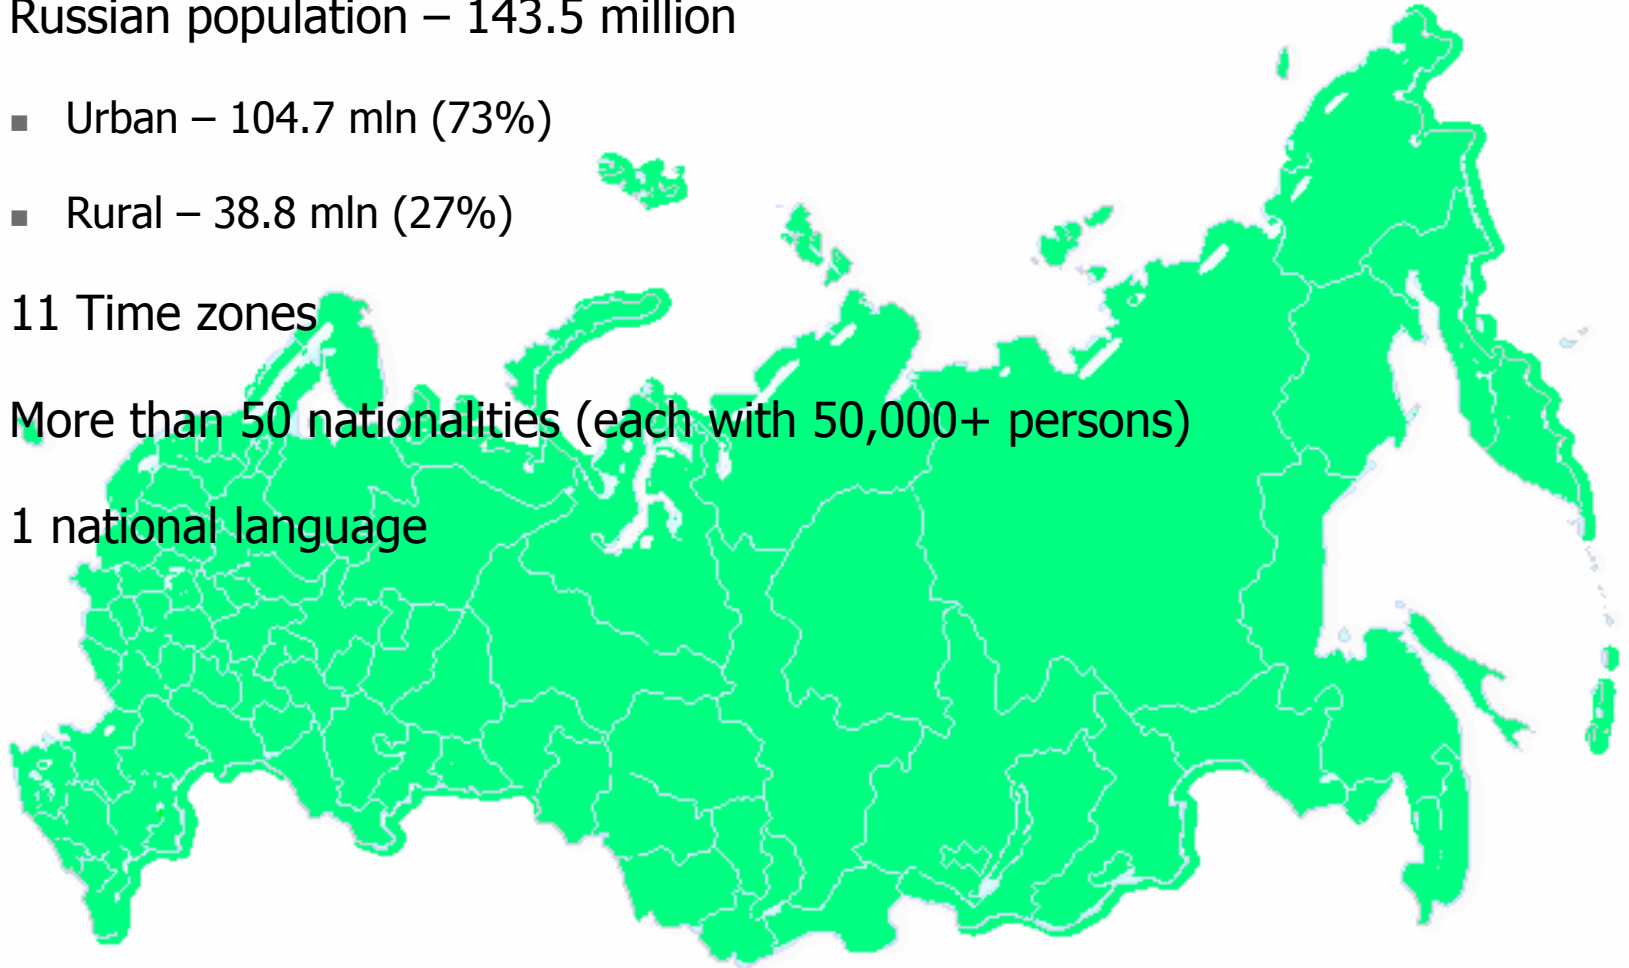 Russian population – 143.5 million
▪ Urban – 104.7 mln (73%)
▪ Rural – 38.8 mln (27%)
11 Time zones
More than 50 nationalities (each with 50,000+ persons)
1 national language